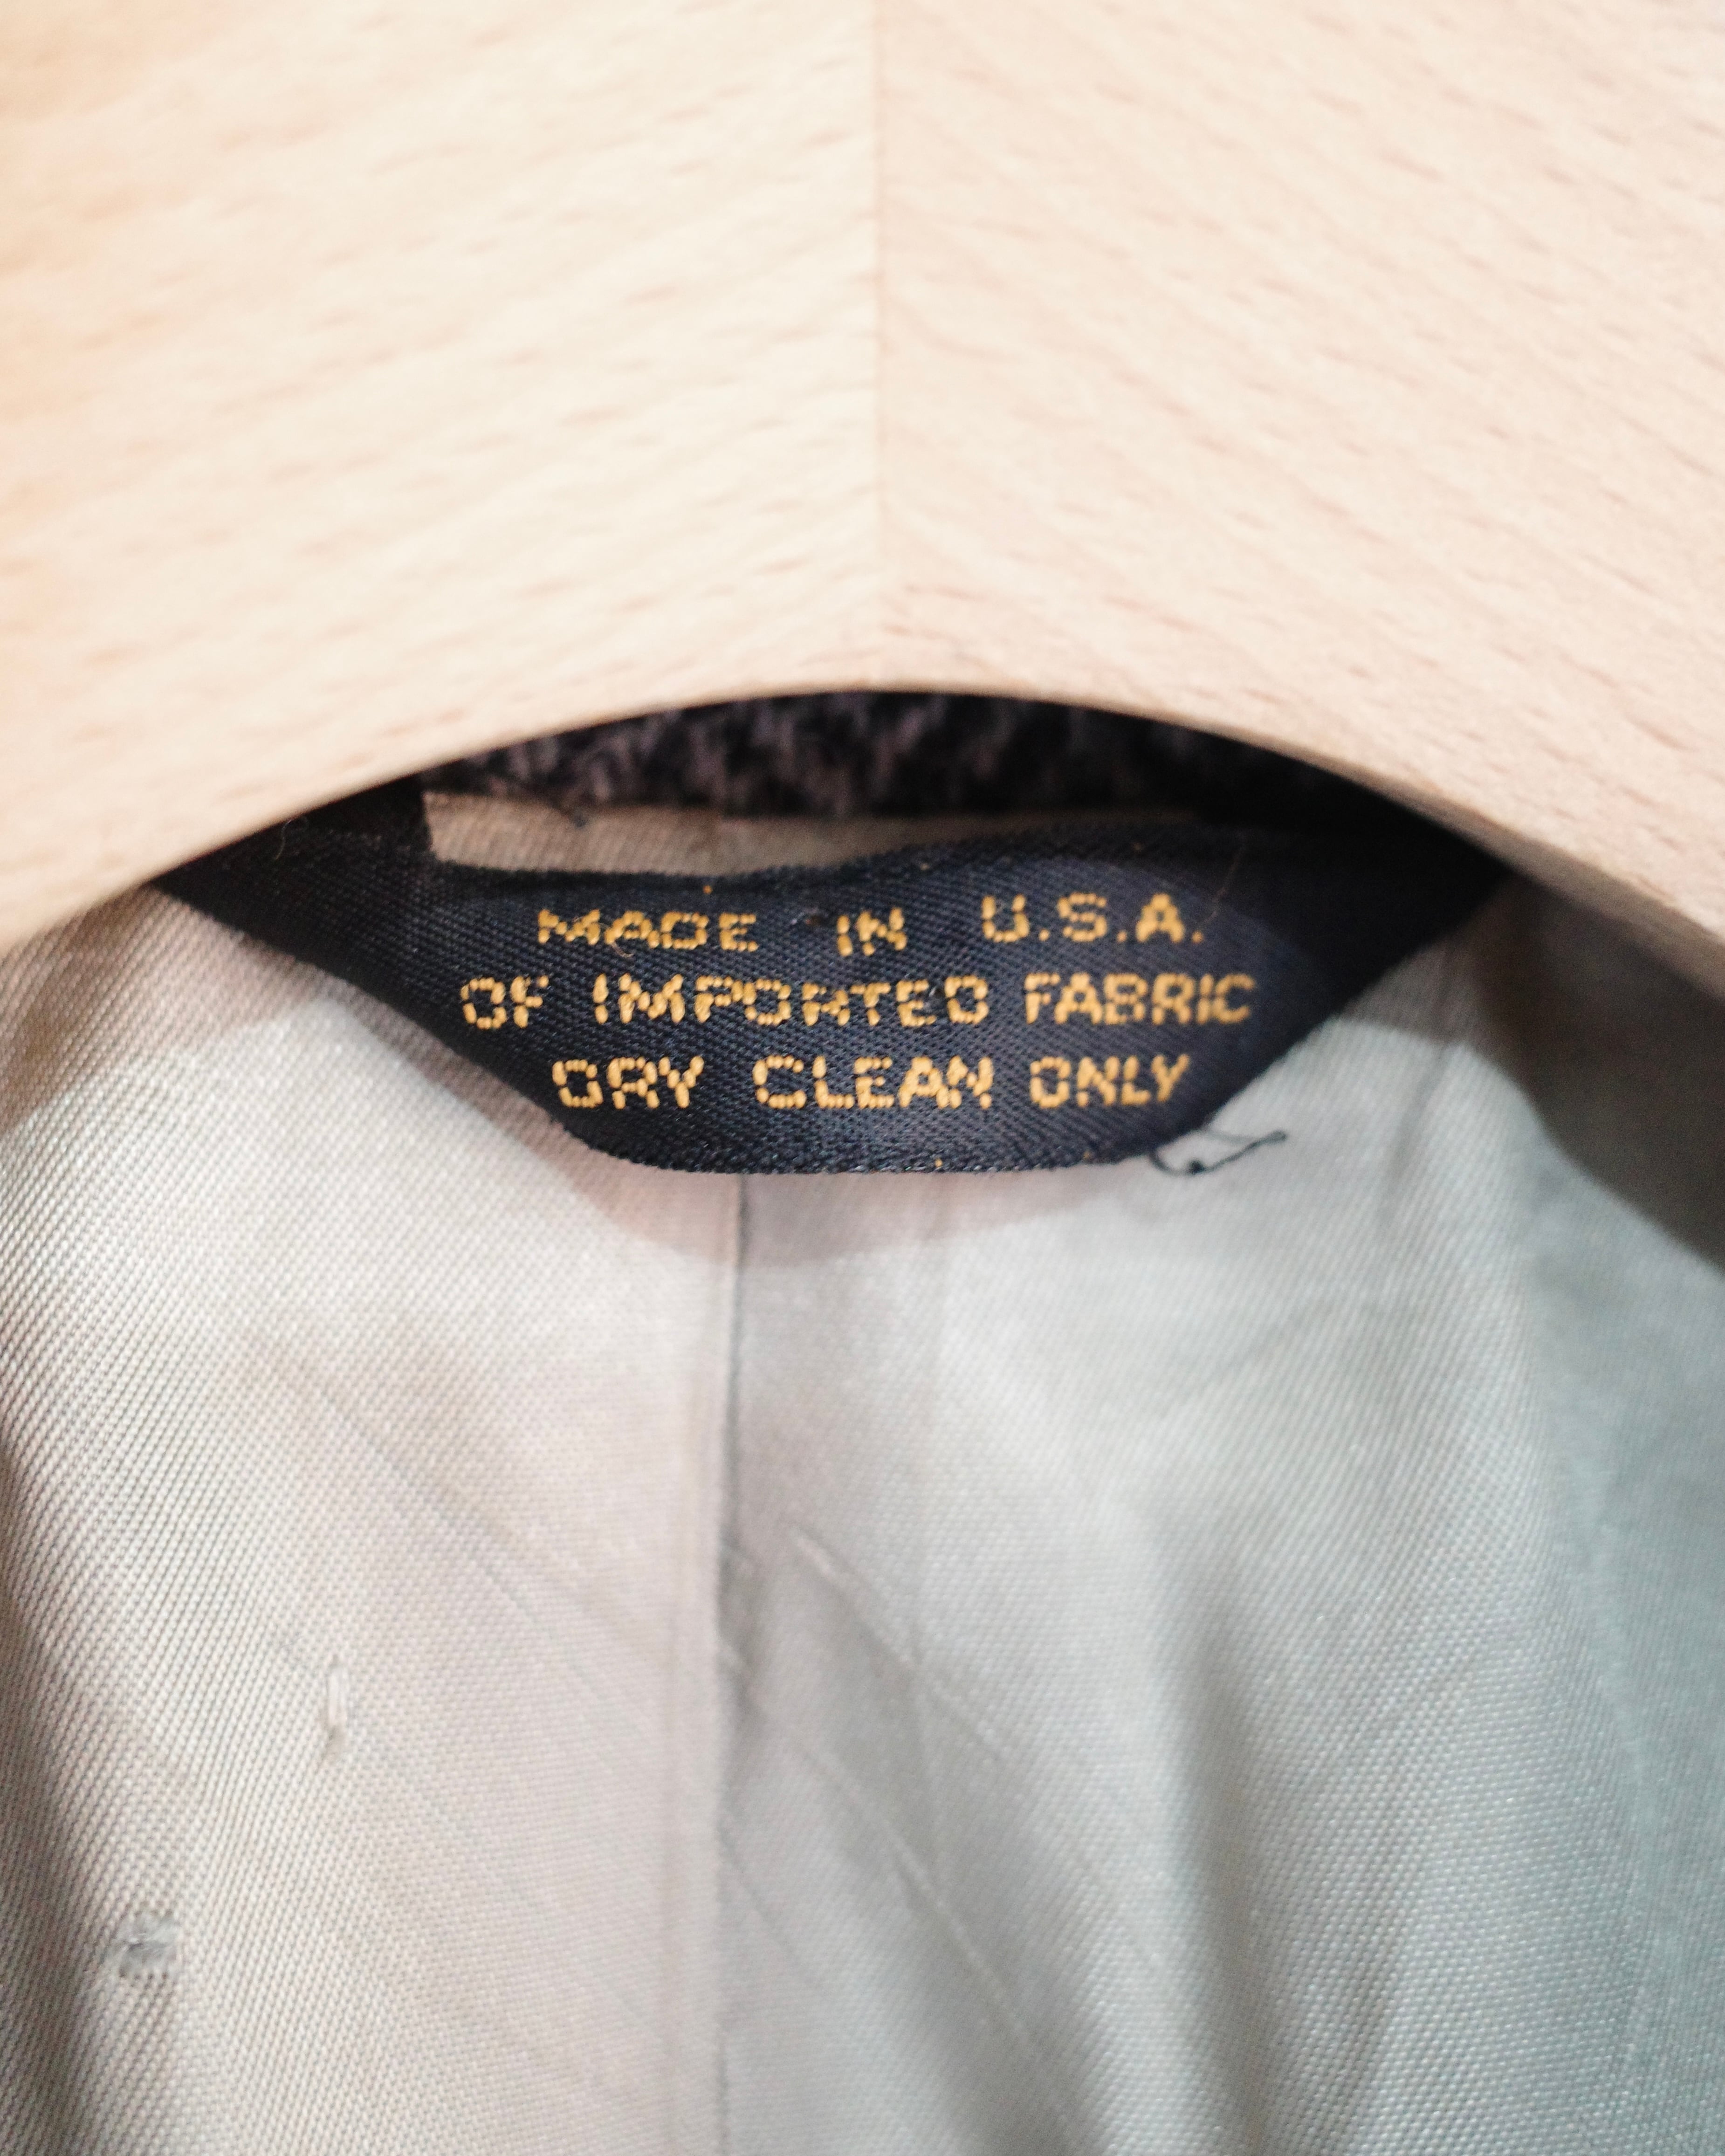 MADE IN U.S.A.
OF IMPORTED FABRIC
DRY CLEAN ONLY